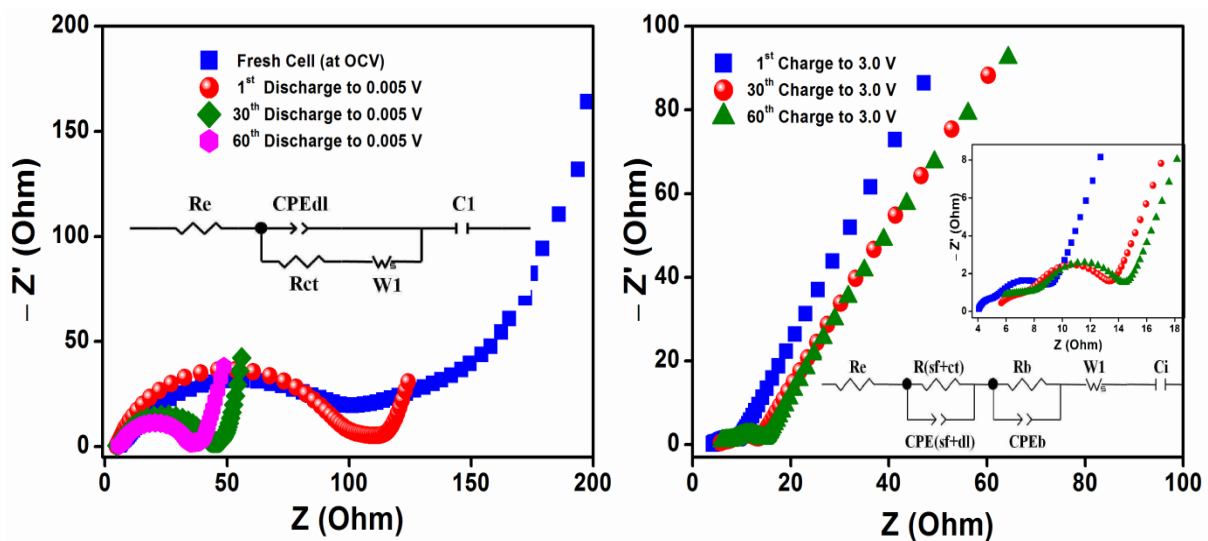 200
150
100
50
0
0
50
100
150
200
− Z' (Ohm)
Z (Ohm)
Fresh Cell (at OCV)
1st Discharge to 0.005 V
30th Discharge to 0.005 V
60th Discharge to 0.005 V
Re
CPEdl
C1
Rct
W1
100
80
60
40
20
0
0
20
40
60
80
100
− Z' (Ohm)
Z (Ohm)
1st Charge to 3.0 V
30th Charge to 3.0 V
60th Charge to 3.0 V
8
6
4
2
0
4
6
8
10
12
14
16
18
− Z' (Ohm)
Z (Ohm)
Re
R(sf+ct)
Rb
W1
Ci
CPE(sf+dl)
CPEb